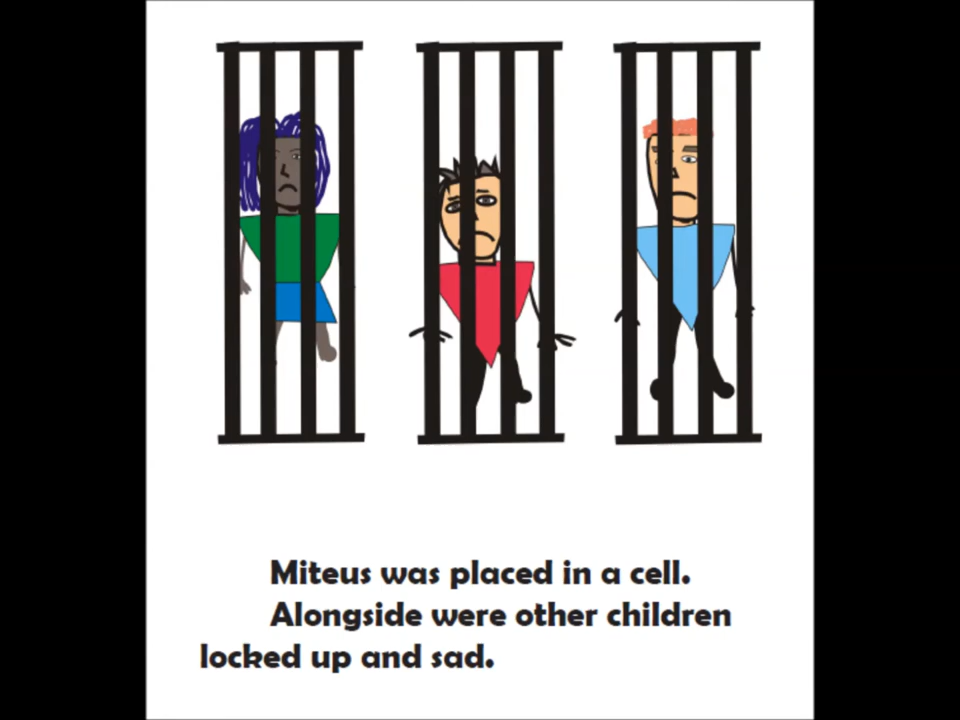 Miteus was placed in a cell.
Alongside were other children
locked up and sad.